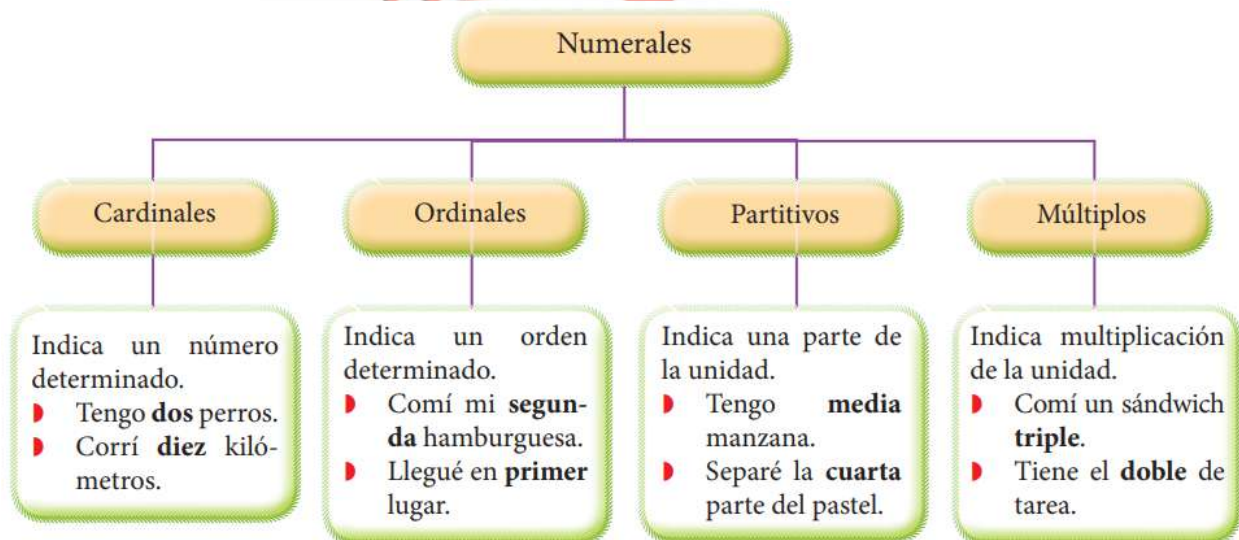 Numerales
Cardinales
Ordinales
Partitivos
Múltiplos
Indica un número
determinado.
Tengo dos perros.
Corrí diez kiló-
metros.
Indica un orden
determinado.
Comí mi segun-
da hamburguesa.
Llegué en primer
lugar.
Indica una parte de
la unidad.
Tengo media
manzana.
Separé la cuarta
parte del pastel.
Indica multiplicación
de la unidad.
Comí un sándwich
triple.
Tiene el doble de
tarea.